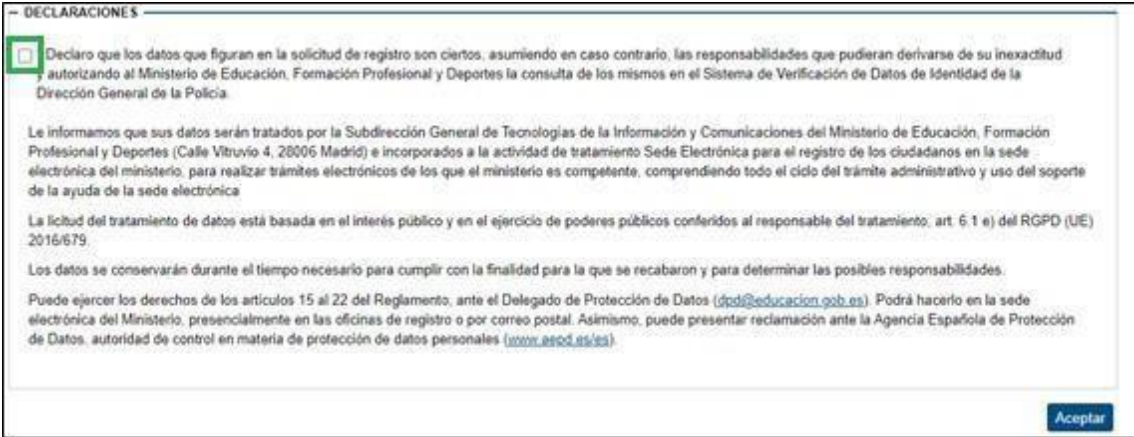 DECLARACIONES
Declaro que los datos que figuran en la solicitud de registro son ciertos, asumiendo en caso contrario, las responsabilidades que pudieran derivarse de su inexactitud
y autorizando al Ministerio de Educación, Formación Profesional y Deportes la consulta de los mismos en el Sistema de Verificación de Datos de Identidad de la
Dirección General de la Policía.
Le informamos que sus datos serán tratados por la Subdirección General de Tecnologías de la Información y Comunicaciones del Ministerio de Educación, Formación
Profesional y Deportes (Calle Vitruvio 4, 28006 Madrid) e incorporados a la actividad de tratamiento Sede Electrónica para el registro de los ciudadanos en la sede
electrónica del ministerio, para realizar trámites electrónicos de los que el ministerio es competente, comprendiendo todo el ciclo del trámite administrativo y uso del soporte
de la ayuda de la sede electrónica
La licitud del tratamiento de datos está basada en el interés público y en el ejercicio de poderes públicos conferidos al responsable del tratamiento, art. 6.1 e) del RGPD (UE)
2016/679.
Los datos se conservarán durante el tiempo necesario para cumplir con la finalidad para la que se recabaron y para determinar las posibles responsabilidades.
Puede ejercer los derechos de los artículos 15 al 22 del Reglamento, ante el Delegado de Protección de Datos (dpd@educacion.gob.es). Podrá hacerlo en la sede
electrónica del Ministerio, presencialmente en las oficinas de registro o por correo postal. Asimismo, puede presentar reclamación ante la Agencia Española de Protección
de Datos, autoridad de control en materia de protección de datos personales (www.aepd.es/es).
Aceptar